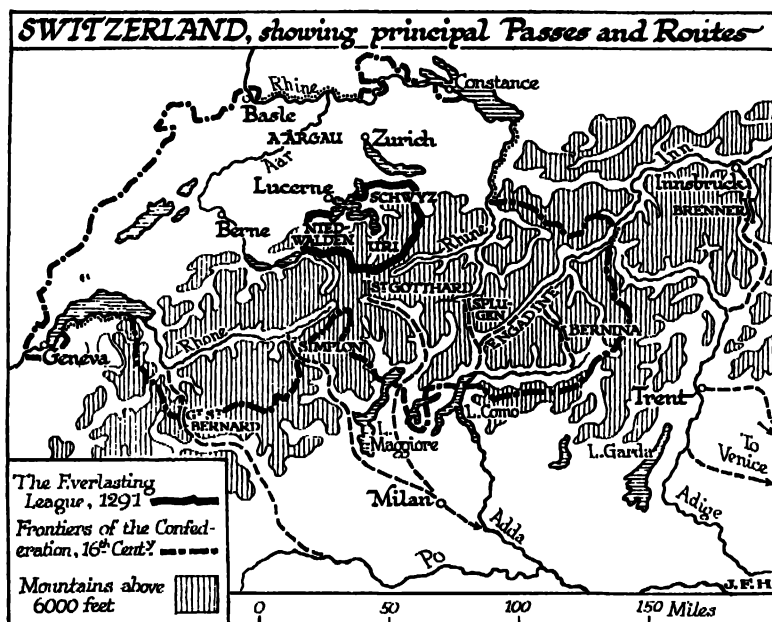 SWITZERLAND, showing principal Passes and Routes
Constance
Rhine
Basle
AARGAU
Zurich
Aar
Inn
Innsbruck
BRENNER
Lucerne
SCHWYZ
Berne
NIED-
WALDEN
URI
Rhine
St GOTTHARD
SPLU-
GEN
ENGADINE
BERNINA
Rhone
SIMPLON
Geneva
Gt St
BERNARD
L.
Maggiore
L. Como
Trent
To
Venice
L. Garda
Milan
Adda
Adige
Po
The Everlasting
League, 1291
Frontiers of the Confed-
eration, 16th Centy.
Mountains above
6000 feet
J.F.H
0 50 100 150 Miles